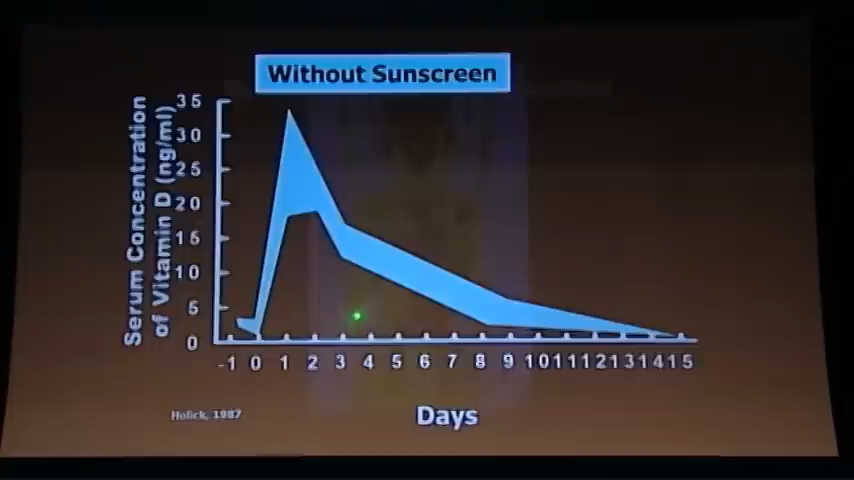 Without Sunscreen
Serum Concentration
of Vitamin D (ng/ml)
35
30
25
20
15
10
5
0
-1 0 1 2 3 4 5 6 7 8 9 10 11 12 13 14 15
Days
Holick, 1987